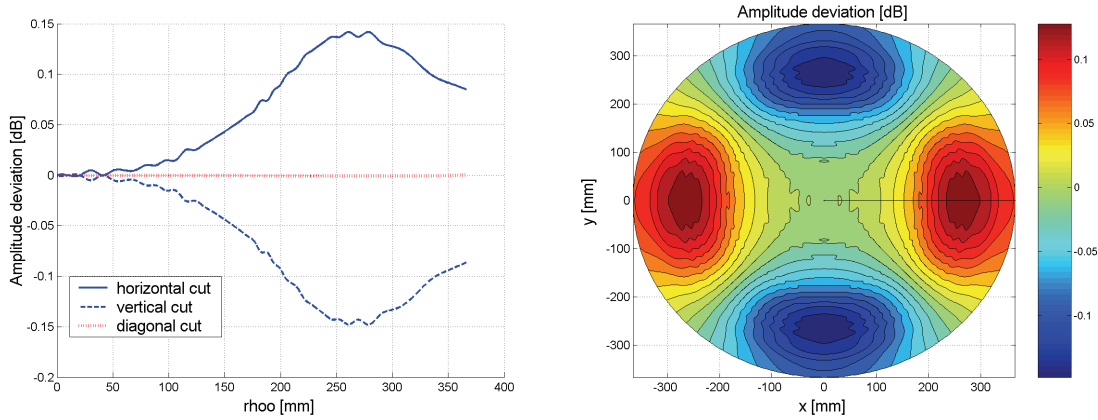 0.15
0.1
0.05
0
-0.05
-0.1
-0.15
-0.2
Amplitude deviation [dB]
horizontal cut
vertical cut
diagonal cut
0 50 100 150 200 250 300 350 400
rhoo [mm]
Amplitude deviation [dB]
300
200
100
0
-100
-200
-300
y [mm]
-300 -200 -100 0 100 200 300
x [mm]
0.1
0.05
0
-0.05
-0.1